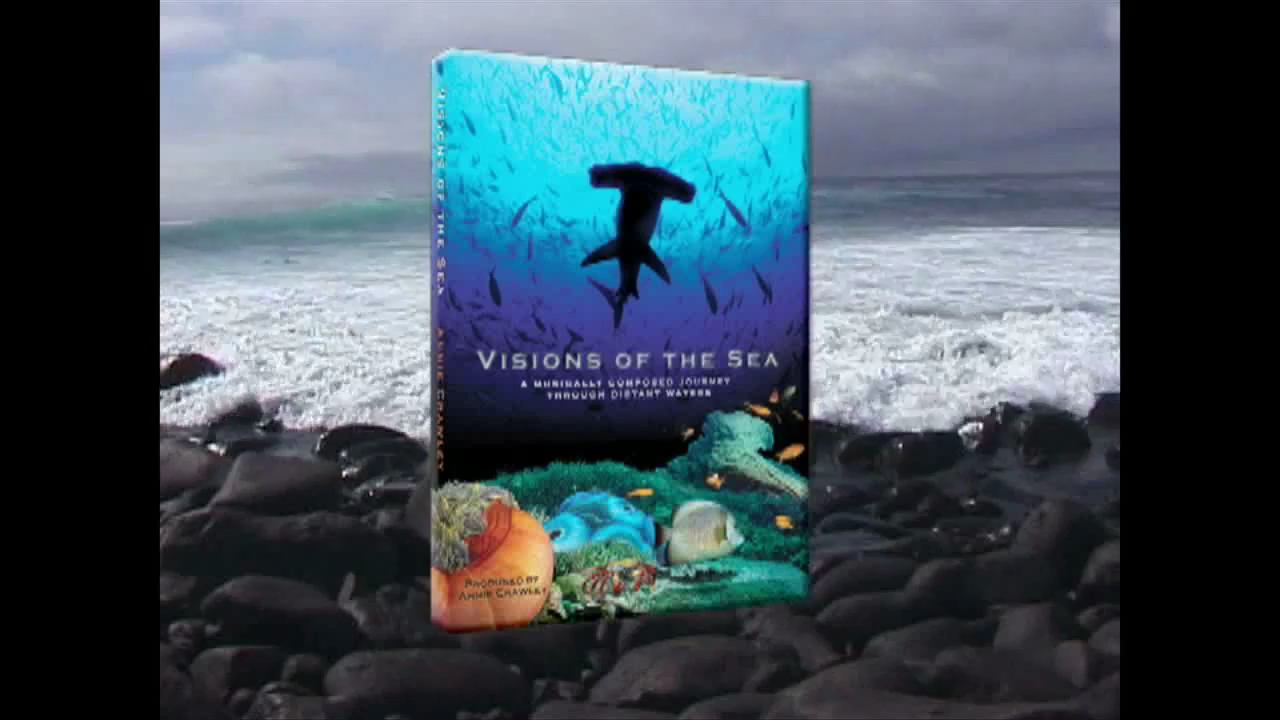 VISIONS OF THE SEA ANNIE CRAWLEY
VISIONS OF THE SEA
A MUSICALLY COMPOSED JOURNEY
THROUGH DISTANT WATERS
PRODUCED BY
ANNIE CRAWLEY